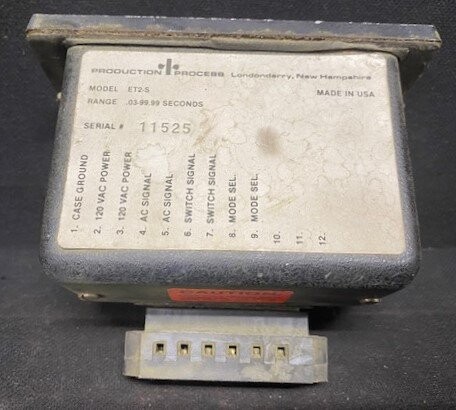 PRODUCTION PROCESS Londonderry, New Hampshire
MODEL ET2-S MADE IN USA
RANGE .03-99.99 SECONDS
SERIAL # 11525
1. CASE GROUND
2. 120 VAC POWER
3. 120 VAC POWER
4. AC SIGNAL
5. AC SIGNAL
6. SWITCH SIGNAL
7. SWITCH SIGNAL
8. MODE SEL.
9. MODE SEL.
10.
11.
12.
CAUTION